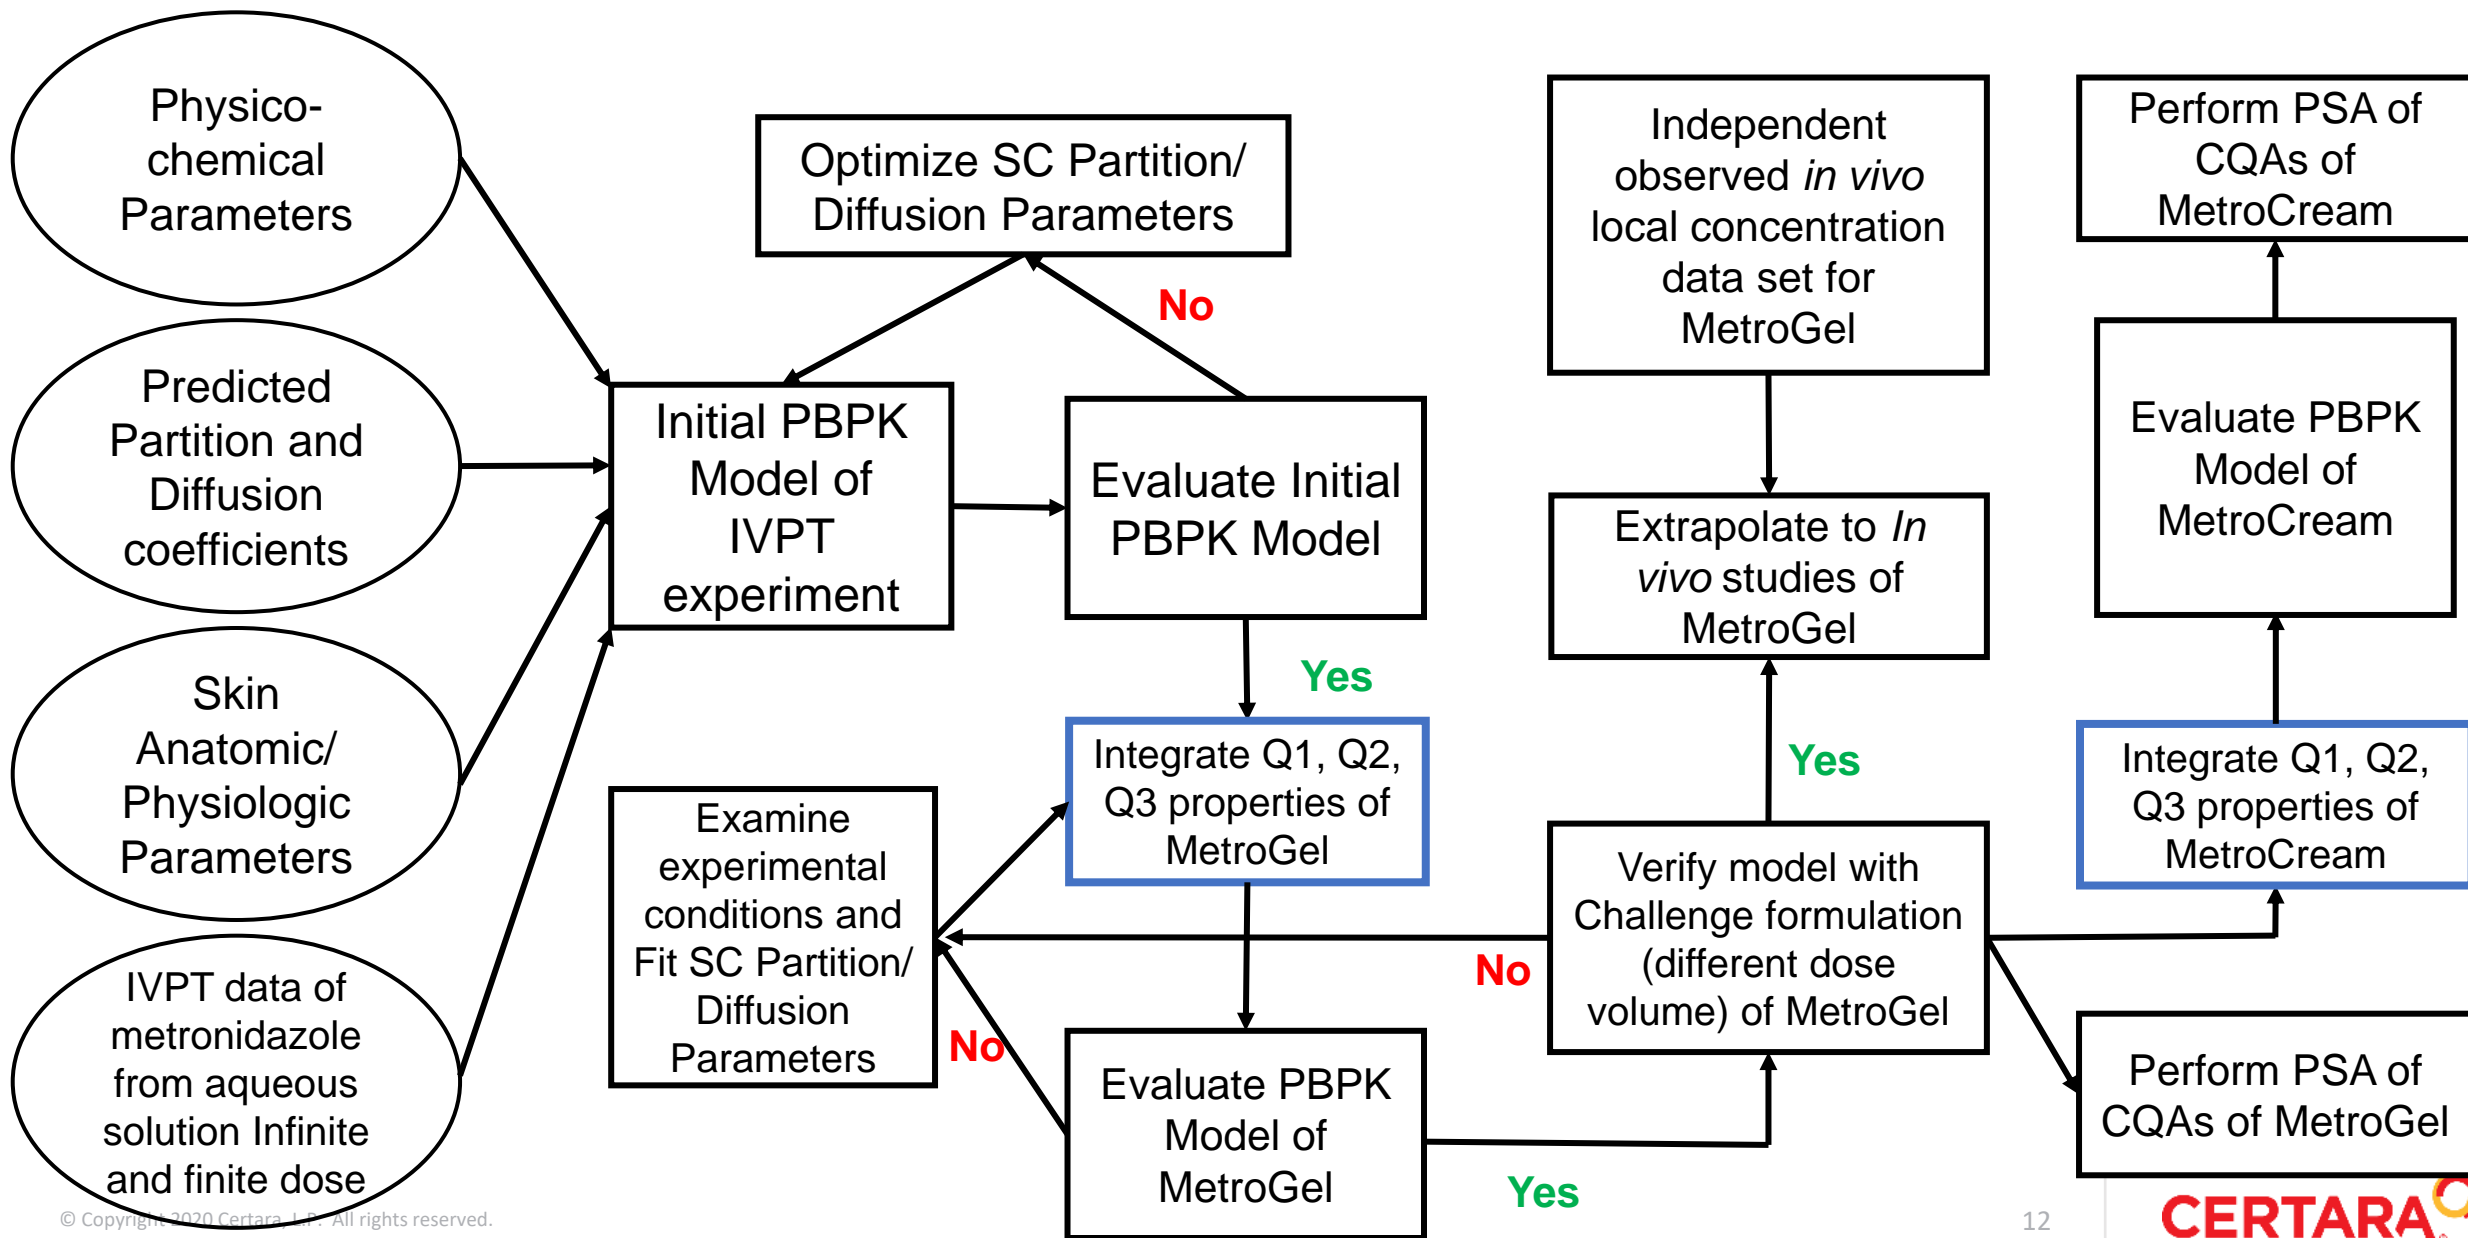 Physico-
chemical
Parameters
Predicted
Partition and
Diffusion
coefficients
Skin
Anatomic/
Physiologic
Parameters
IVPT data of
metronidazole
from aqueous
solution Infinite
and finite dose
Optimize SC Partition/
Diffusion Parameters
No
Initial PBPK
Model of
IVPT
experiment
Evaluate Initial
PBPK Model
Yes
Integrate Q1, Q2,
Q3 properties of
MetroGel
Examine
experimental
conditions and
Fit SC Partition/
Diffusion
Parameters
No
Evaluate PBPK
Model of
MetroGel
Yes
Independent
observed in vivo
local concentration
data set for
MetroGel
Extrapolate to In
vivo studies of
MetroGel
Yes
Verify model with
Challenge formulation
(different dose
volume) of MetroGel
No
Perform PSA of
CQAs of
MetroCream
Evaluate PBPK
Model of
MetroCream
Integrate Q1, Q2,
Q3 properties of
MetroCream
Perform PSA of
CQAs of MetroGel
© Copyright 2020 Certara, L.P. All rights reserved.
12
CERTARA